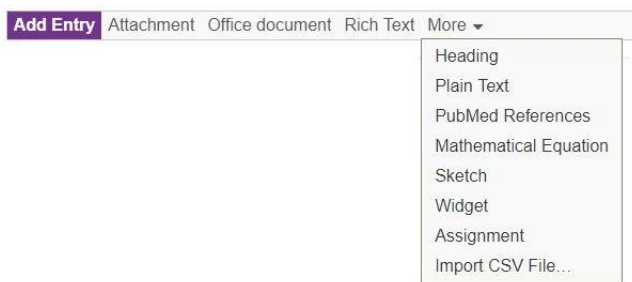 Add Entry Attachment Office document Rich Text More
Heading
Plain Text
PubMed References
Mathematical Equation
Sketch
Widget
Assignment
Import CSV File...